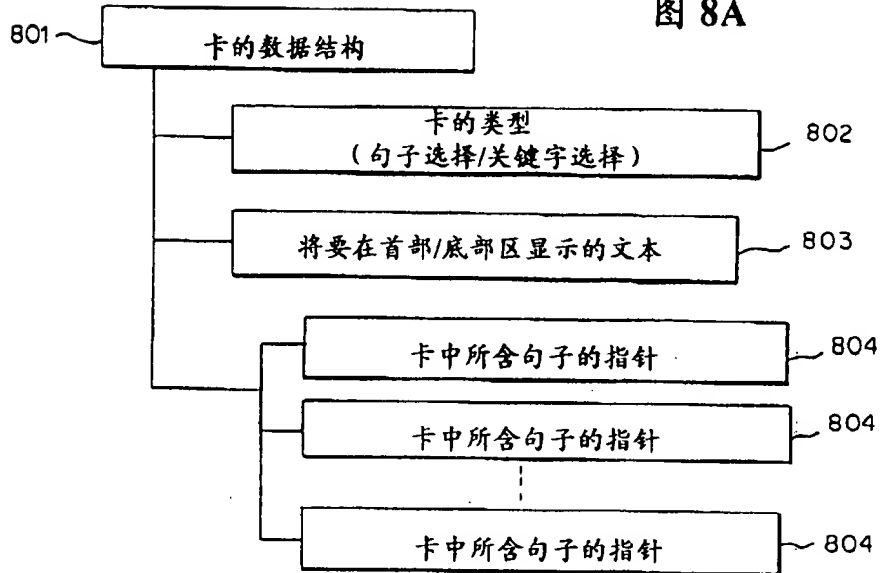 图 8A
801
卡的数据结构
卡的类型
(句子选择/关键字选择)
802
将要在首部/底部区显示的文本
803
卡中所含句子的指针
804
卡中所含句子的指针
804
卡中所含句子的指针
804